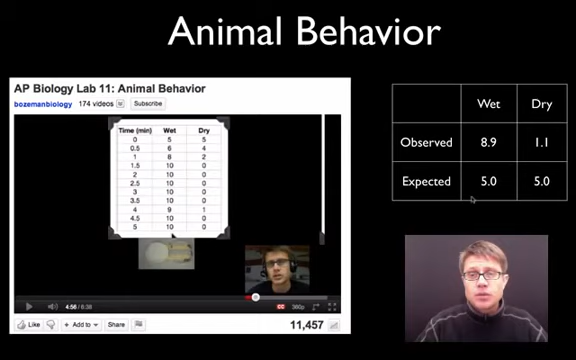 Animal Behavior
AP Biology Lab 11: Animal Behavior
bozemanbiology 174 videos Subscribe
Time (min) Wet Dry
0 5 5
0.5 6 4
1 8 2
1.5 10 0
2 10 0
2.5 10 0
3 10 0
3.5 10 0
4 9 1
4.5 10 0
5 10 0
4:56 / 8:38 CC 360p
Like Add to Share
11,457
Wet Dry
Observed 8.9 1.1
Expected 5.0 5.0